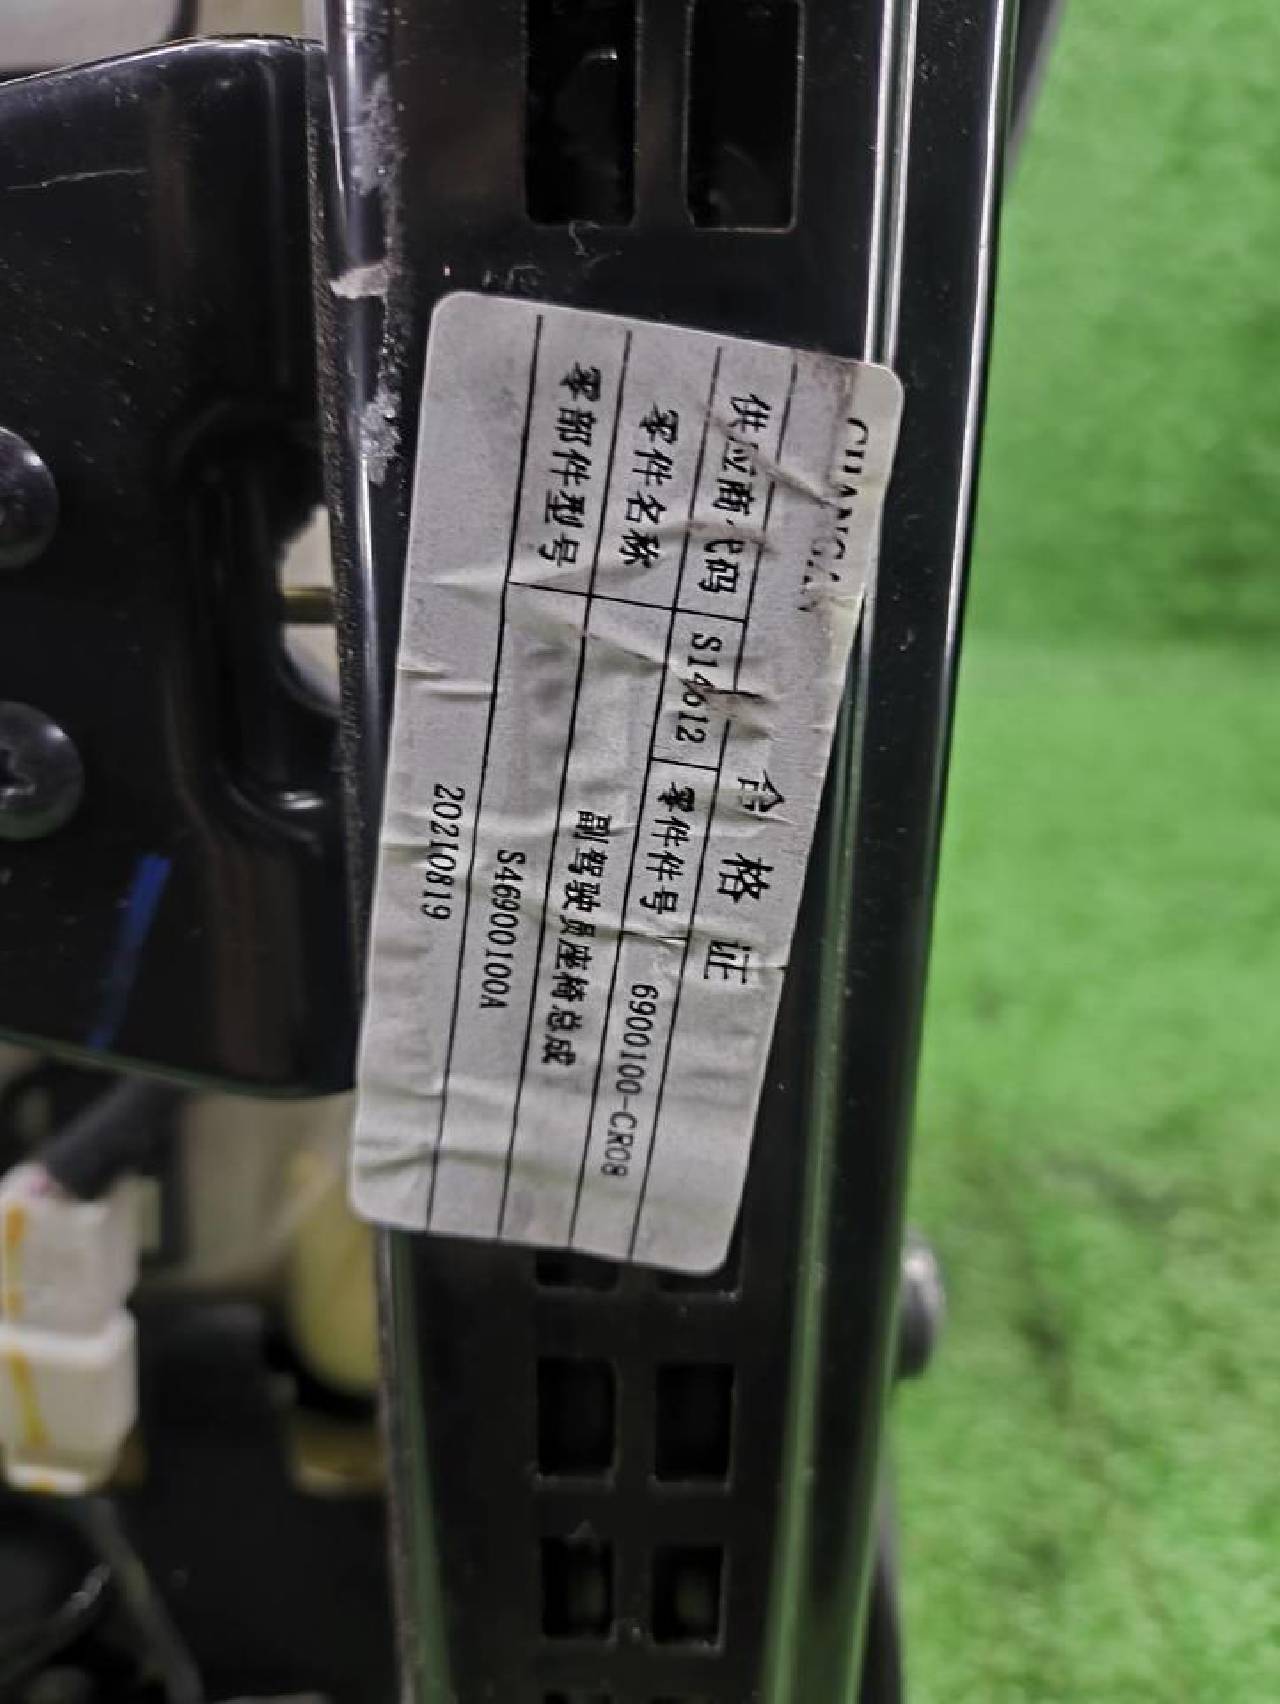 CHANGAN
合格证
供应商代码 S14612 零件件号 6900100-CR08
零件名称 副驾驶员座椅总成
零部件型号 S46900100A
20210819